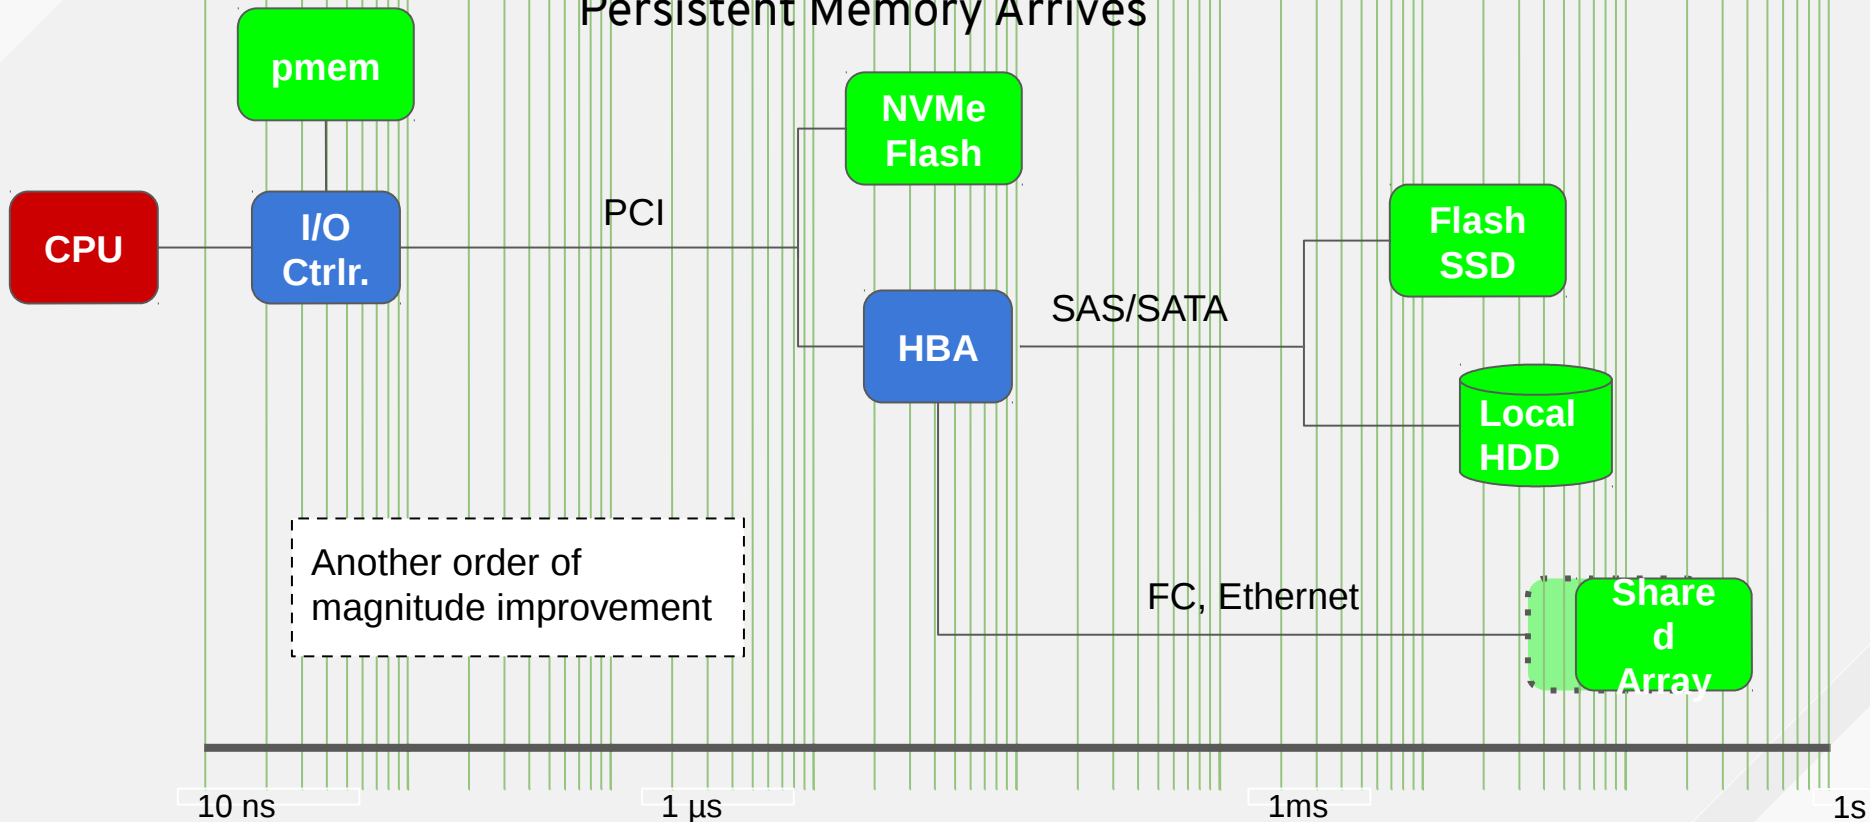 Persistent Memory Arrives
pmem
NVMe
Flash
PCI
CPU
I/O
Ctrlr.
Flash
SSD
SAS/SATA
HBA
Local
HDD
Another order of
magnitude improvement
FC, Ethernet
Share
d
Array
10 ns
1 µs
1ms
1s